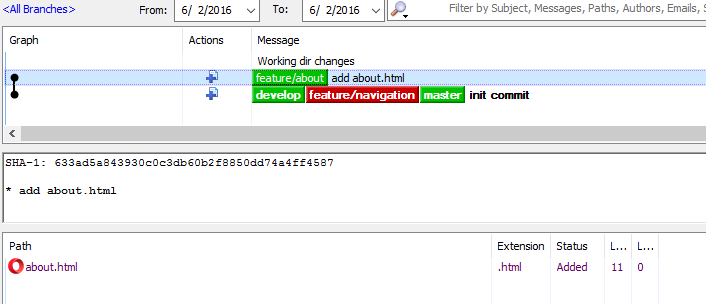 <All Branches> From: 6/ 2/2016 To: 6/ 2/2016 Filter by Subject, Messages, Paths, Authors, Emails, S
Graph Actions Message
Working dir changes
feature/about add about.html
develop feature/navigation master init commit
SHA-1: 633ad5a843930c0c3db60b2f8850dd74a4ff4587
* add about.html
Path Extension Status L... L...
about.html .html Added 11 0